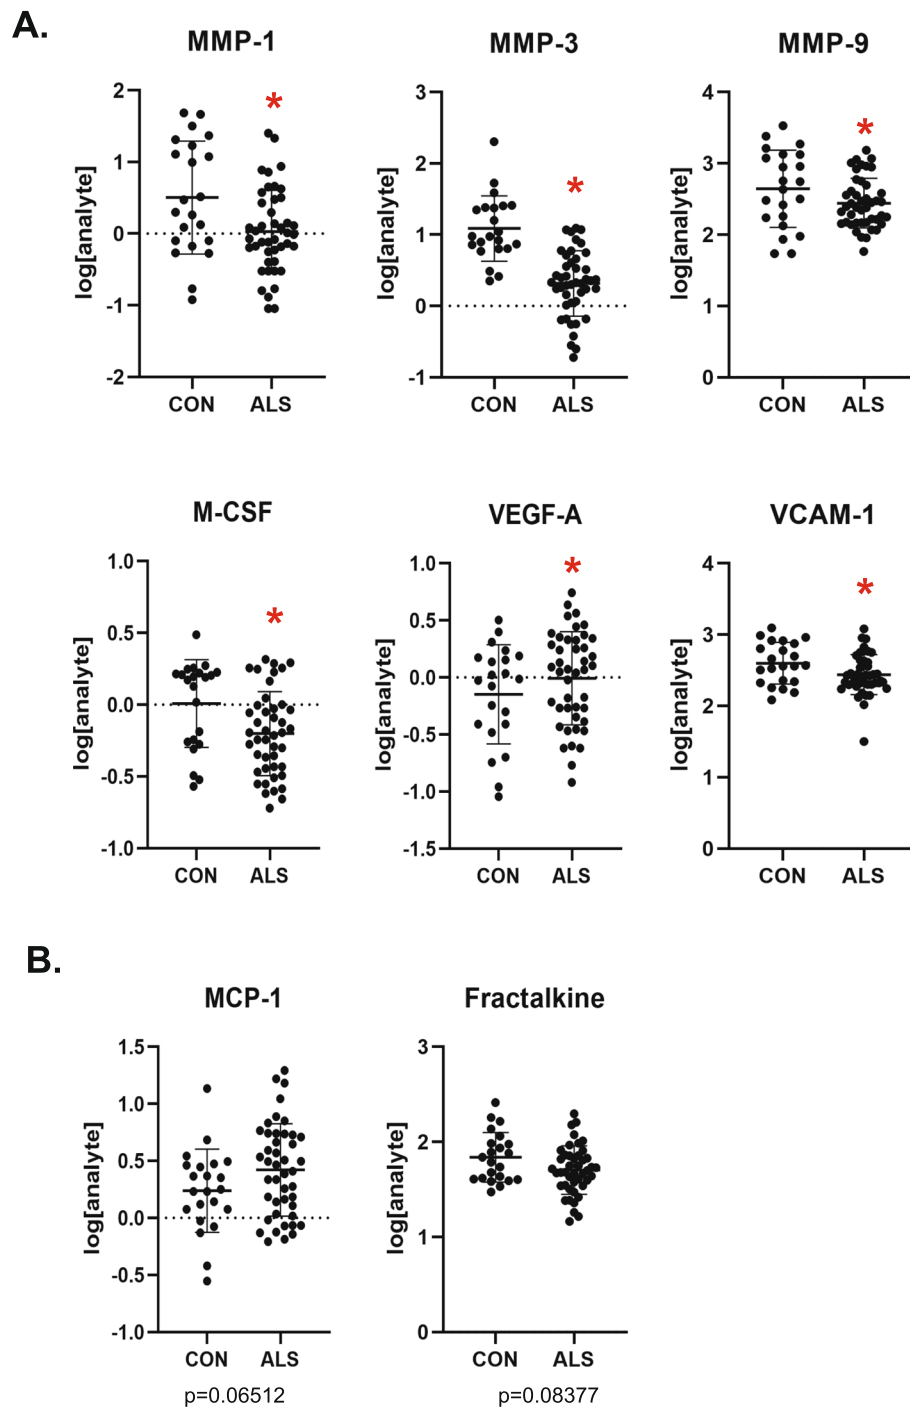 A.
MMP-1
MMP-3
MMP-9
log[analyte]
2
1
0
-1
-2
*
CON
ALS
log[analyte]
3
2
1
0
-1
*
CON
ALS
log[analyte]
4
3
2
1
0
*
CON
ALS
M-CSF
VEGF-A
VCAM-1
log[analyte]
1.0
0.5
0.0
-0.5
-1.0
*
CON
ALS
log[analyte]
1.0
0.5
0.0
-0.5
-1.0
-1.5
*
CON
ALS
log[analyte]
4
3
2
1
0
*
CON
ALS
B.
MCP-1
Fractalkine
log[analyte]
1.5
1.0
0.5
0.0
-0.5
-1.0
CON
ALS
p=0.06512
log[analyte]
3
2
1
0
CON
ALS
p=0.08377